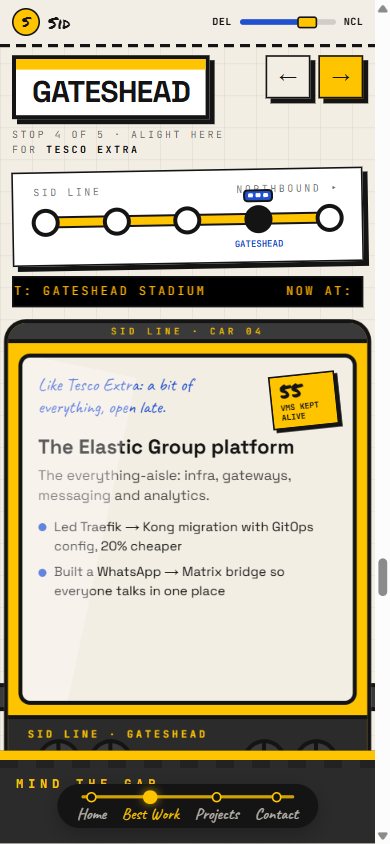 5 SID
DEL NCL
GATESHEAD
← →
STOP 4 OF 5 · ALIGHT HERE
FOR TESCO EXTRA
SID LINE NORTHBOUND ▸
GATESHEAD
T: GATESHEAD STADIUM NOW AT:
SID LINE · CAR 04
Like Tesco Extra: a bit of
everything, open late.
55
VMS KEPT
ALIVE
The Elastic Group platform
The everything-aisle: infra, gateways,
messaging and analytics.
Led Traefik → Kong migration with GitOps
config, 20% cheaper
Built a WhatsApp → Matrix bridge so
everyone talks in one place
SID LINE · GATESHEAD
MIND THE GAP
Home Best Work Projects Contact